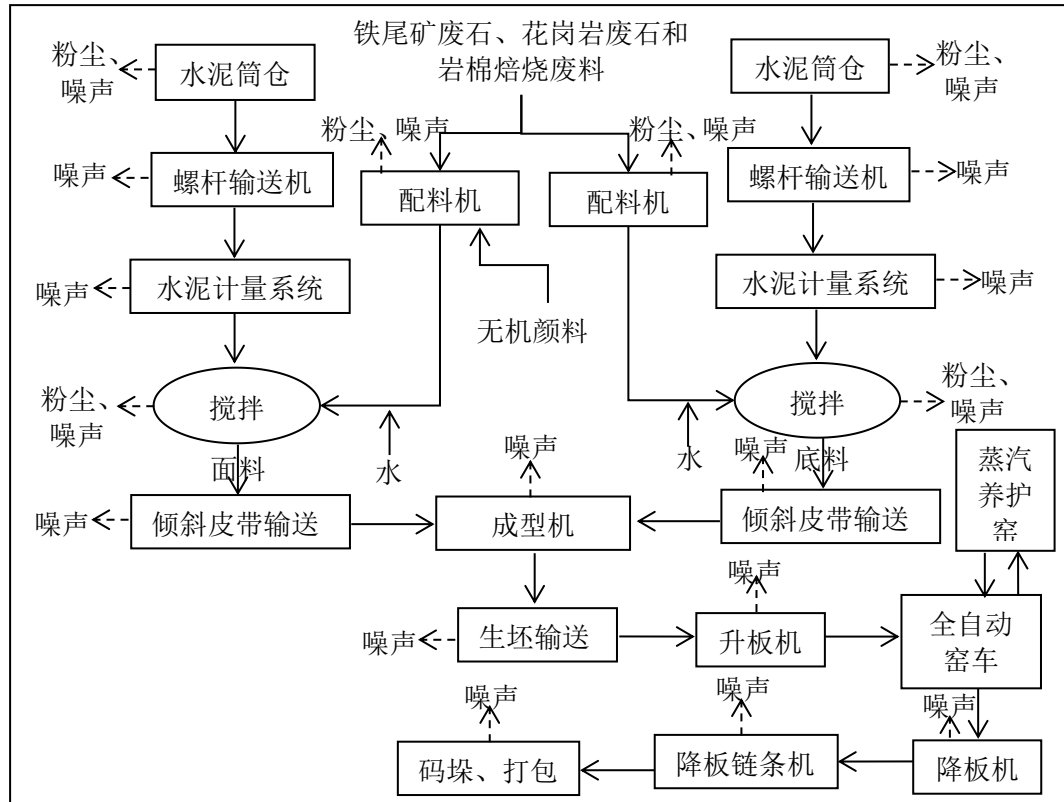 铁尾矿废石、花岗岩废石和
岩棉焙烧废料
粉尘、
噪声
水泥筒仓
水泥筒仓
粉尘、
噪声
粉尘、噪声
粉尘、噪声
噪声
螺杆输送机
配料机
配料机
螺杆输送机
噪声
噪声
水泥计量系统
无机颜料
水泥计量系统
噪声
粉尘、
噪声
搅拌
水
水
搅拌
粉尘、
噪声
面料
噪声
噪声
底料
蒸汽
养护
窑
噪声
倾斜皮带输送
成型机
倾斜皮带输送
噪声
噪声
生坯输送
升板机
全自动
窑车
噪声
噪声
噪声
码垛、打包
降板链条机
降板机